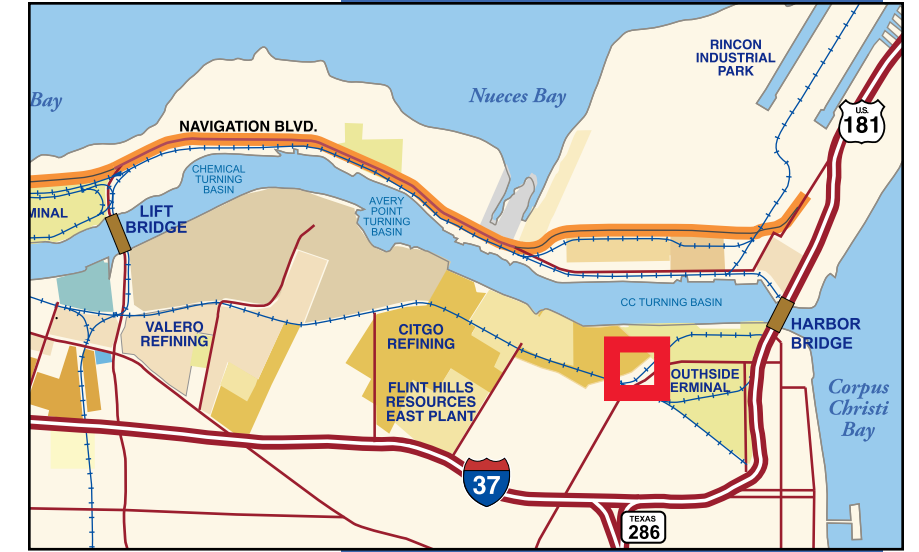 RINCON
INDUSTRIAL
PARK
Bay
Nueces Bay
U.S.
181
NAVIGATION BLVD.
CHEMICAL
TURNING
BASIN
MINAL
LIFT
BRIDGE
AVERY
POINT
TURNING
BASIN
CC TURNING BASIN
VALERO
REFINING
CITGO
REFINING
HARBOR
BRIDGE
FLINT HILLS
RESOURCES
EAST PLANT
OUTHSIDE
ERMINAL
Corpus
Christi
Bay
37
TEXAS
286